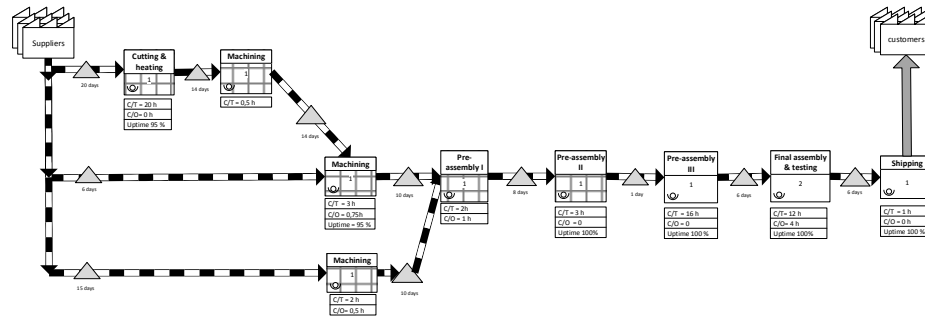 Suppliers
customers
Cutting &
heating
1
C/T = 20 h
C/O= 0 h
Uptime 95 %
Machining
1
C/T = 0,5 h
20 days
14 days
14 days
Machining
1
C/T = 3 h
C/O = 0,75h
Uptime = 95 %
6 days
10 days
Pre-
assembly I
1
C/T = 2h
C/O = 1 h
8 days
Pre-assembly
II
1
C/T = 3 h
C/O = 0
Uptime 100%
1 day
Pre-assembly
III
1
C/T = 16 h
C/O = 0
Uptime 100 %
6 days
Final assembly
& testing
2
C/T= 12 h
C/O= 4 h
Uptime 100%
6 days
Shipping
1
C/T = 1 h
C/O = 0 h
Uptime 100 %
Machining
1
C/T = 2 h
C/O= 0,5 h
15 days
10 days